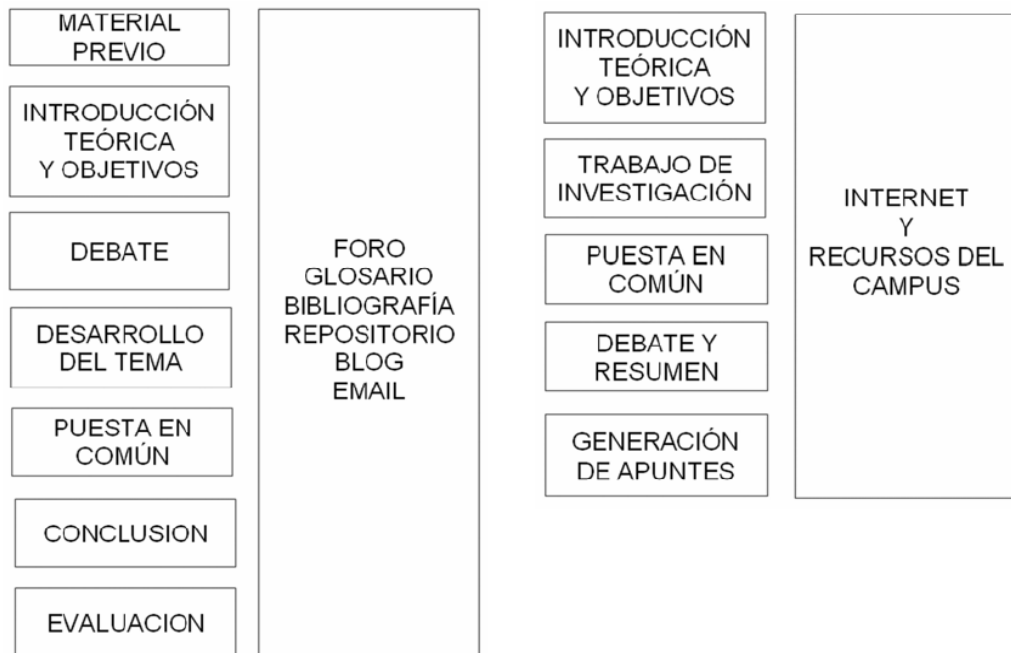 MATERIAL
PREVIO
INTRODUCCIÓN
TEÓRICA
Y OBJETIVOS
DEBATE
DESARROLLO
DEL TEMA
PUESTA EN
COMÚN
CONCLUSION
EVALUACION
FORO
GLOSARIO
BIBLIOGRAFÍA
REPOSITORIO
BLOG
EMAIL
INTRODUCCIÓN
TEÓRICA
Y OBJETIVOS
TRABAJO DE
INVESTIGACIÓN
PUESTA EN
COMÚN
DEBATE Y
RESUMEN
GENERACIÓN
DE APUNTES
INTERNET
Y
RECURSOS DEL
CAMPUS